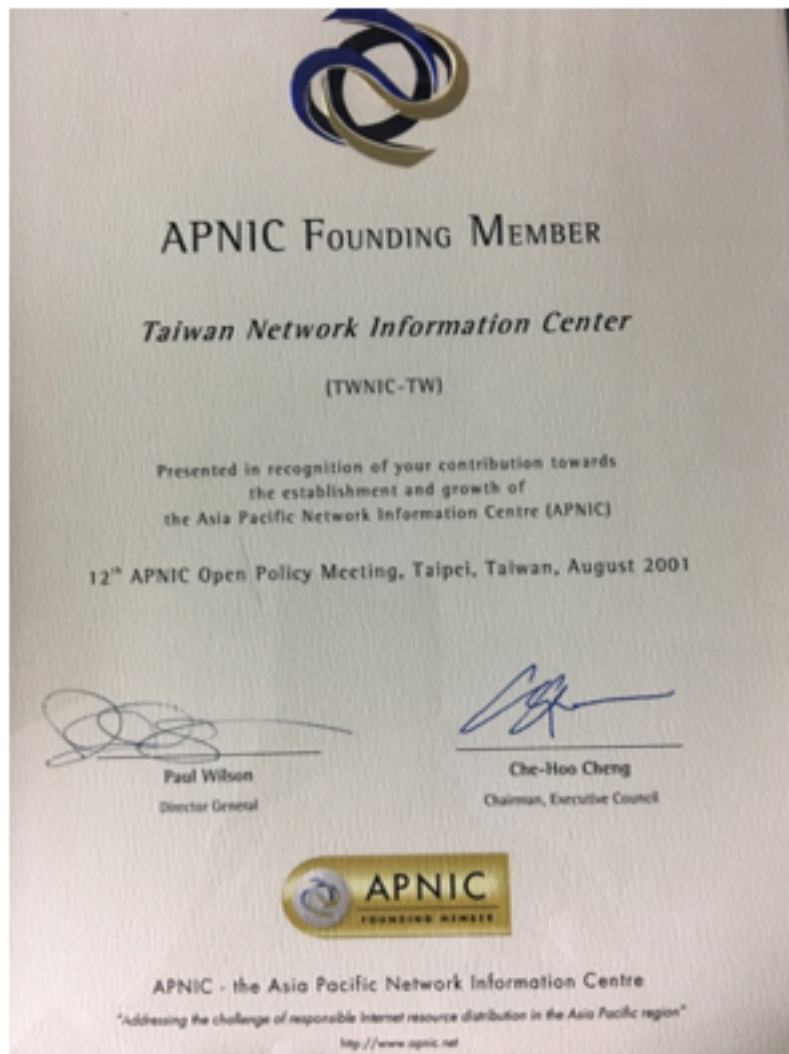 APNIC FOUNDING MEMBER
Taiwan Network Information Center
(TWNIC-TW)
Presented in recognition of your contribution towards
the establishment and growth of
the Asia Pacific Network Information Centre (APNIC)
12th APNIC Open Policy Meeting, Taipei, Taiwan, August 2001
Paul Wilson
Director General
Che-Hoo Cheng
Chairman, Executive Council
APNIC
FOUNDING MEMBER
APNIC - the Asia Pacific Network Information Centre
"Addressing the challenge of responsible Internet resource distribution in the Asia Pacific region"
http://www.apnic.net